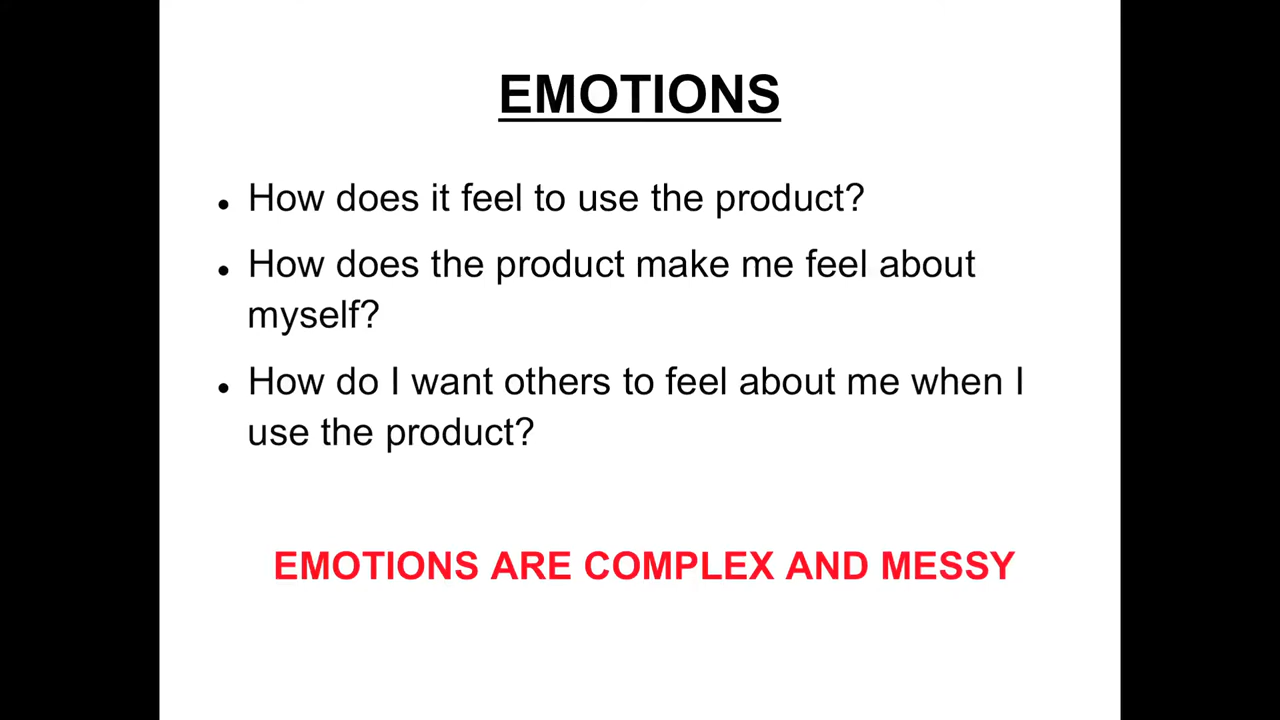 EMOTIONS
• How does it feel to use the product?
• How does the product make me feel about
myself?
• How do I want others to feel about me when I
use the product?
EMOTIONS ARE COMPLEX AND MESSY